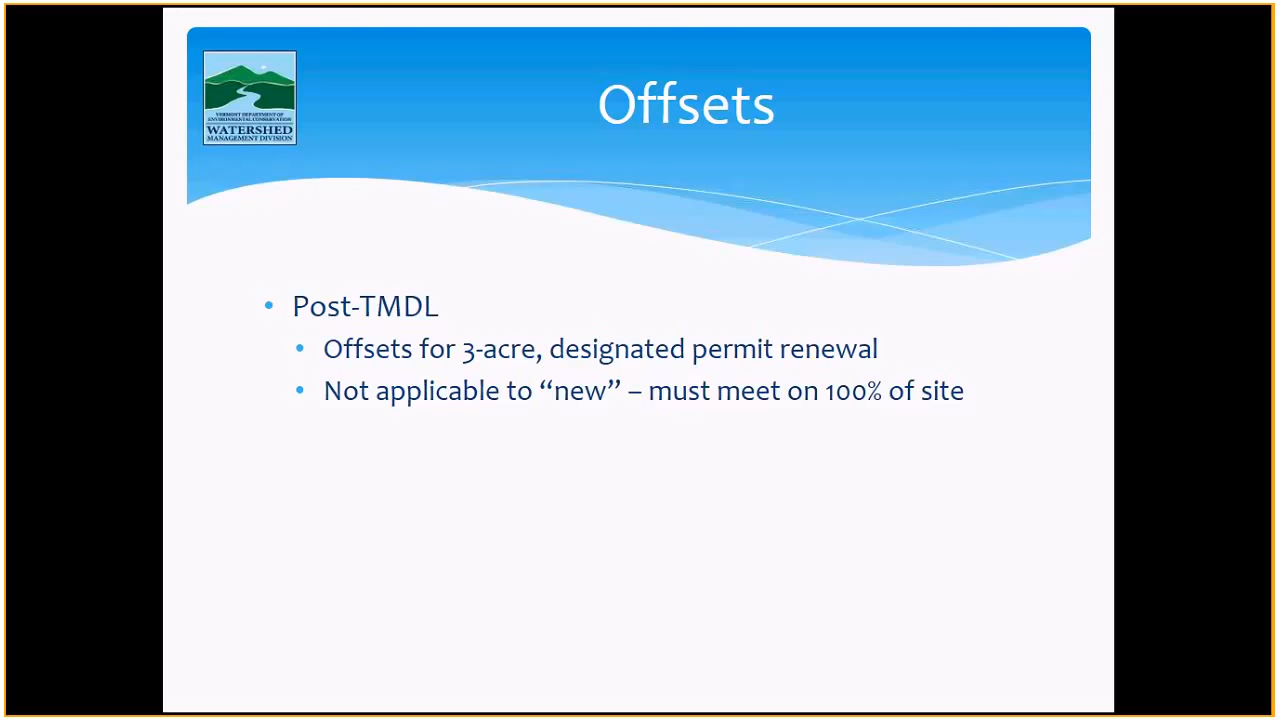 VERMONT DEPARTMENT OF
ENVIRONMENTAL CONSERVATION
WATERSHED
MANAGEMENT DIVISION
Offsets
• Post-TMDL
• Offsets for 3-acre, designated permit renewal
• Not applicable to “new” – must meet on 100% of site